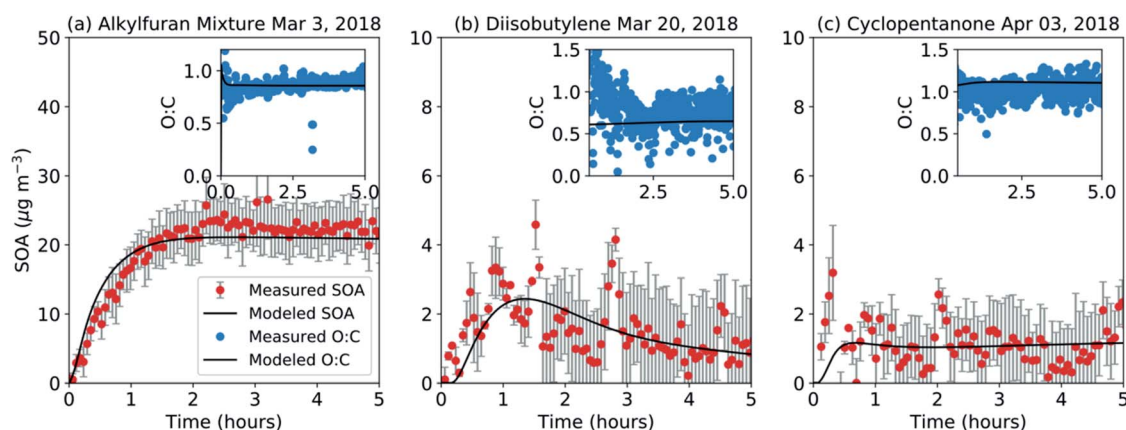 (a) Alkylfuran Mixture Mar 3, 2018
(b) Diisobutylene Mar 20, 2018
(c) Cyclopentanone Apr 03, 2018
50
40
30
20
10
0
SOA (μg m⁻³)
0 1 2 3 4 5
Time (hours)
1.0
0.5
0.0
O:C
0.0 2.5 5.0
Measured SOA
Modeled SOA
Measured O:C
Modeled O:C
10
8
6
4
2
0
0 1 2 3 4 5
Time (hours)
1.5
1.0
0.5
0.0
O:C
2.5 5.0
10
8
6
4
2
0
0 1 2 3 4 5
Time (hours)
1.5
1.0
0.5
0.0
O:C
2.5 5.0